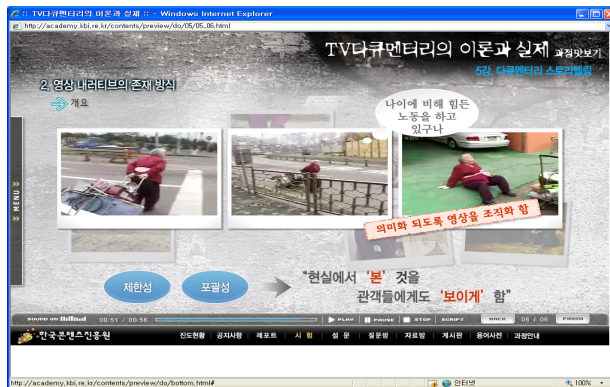 :: TV다큐멘터리의 이론과 실제 :: - Windows Internet Explorer
http://academy.kbi.re.kr/contents/preview/do/05/05_06.html
TV다큐멘터리의 이론과 실제 과정맛보기
5강. 다큐멘터리 스토리텔링
2. 영상 내러티브의 존재 방식
개요
나이에 비해 힘든
노동을 하고
있구나
MENU
의미화 되도록 영상을 조직화 함
제한성
포괄성
"현실에서 '본' 것을
관객들에게도 '보이게' 함"
SOUND ON
00:51 / 00:56
PLAY
PAUSE
STOP
SCRIPT
BACK
06 / 06
FINISH
한국콘텐츠진흥원
진도현황 공지사항 레포트 시험 설문 질문방 자료방 게시판 용어사전 과정안내
http://academy.kbi.re.kr/contents/preview/do/bottom.html#
인터넷
100%